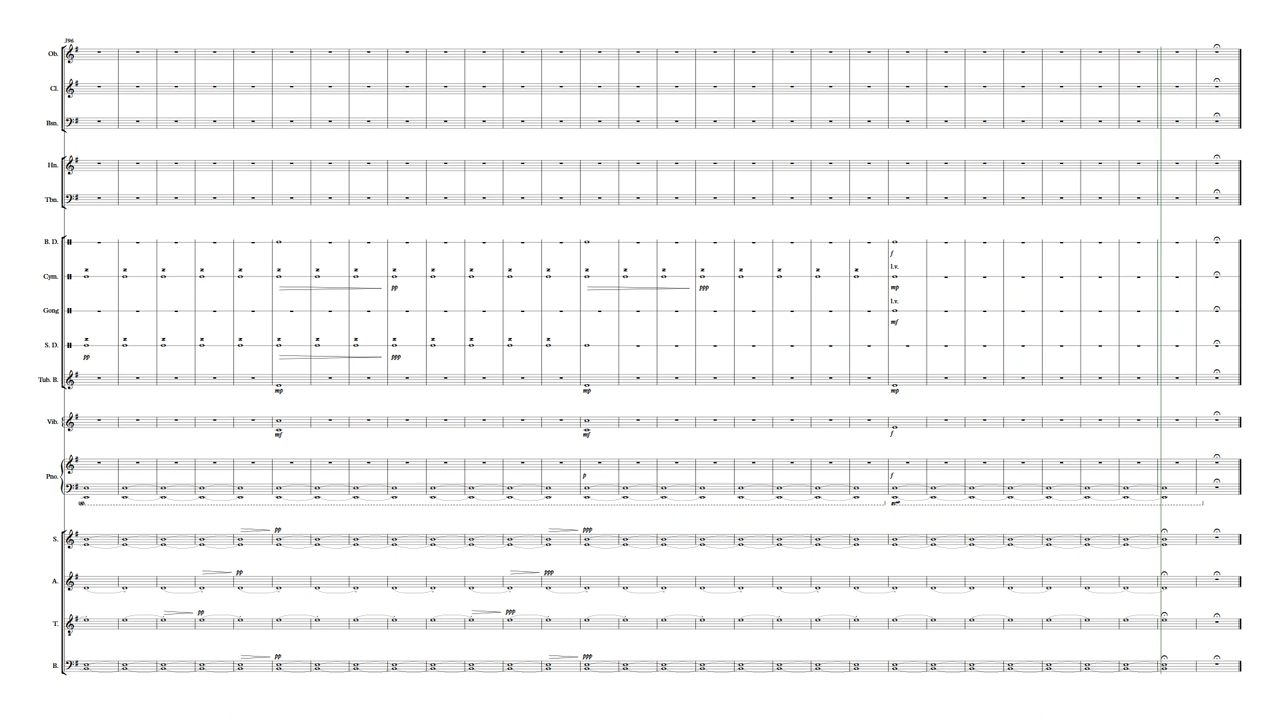 396
Ob.
Cl.
Bsn.
Hn.
Tbn.
B. D.
f
Cym.
l.v.
pp ppp mp
Gong
l.v.
mf
S. D.
pp ppp
Tub. B.
mp mp mp
Vib.
mf mf f
Pno.
p f
S.
pp ppp
A.
pp ppp
T.
pp ppp
B.
pp ppp